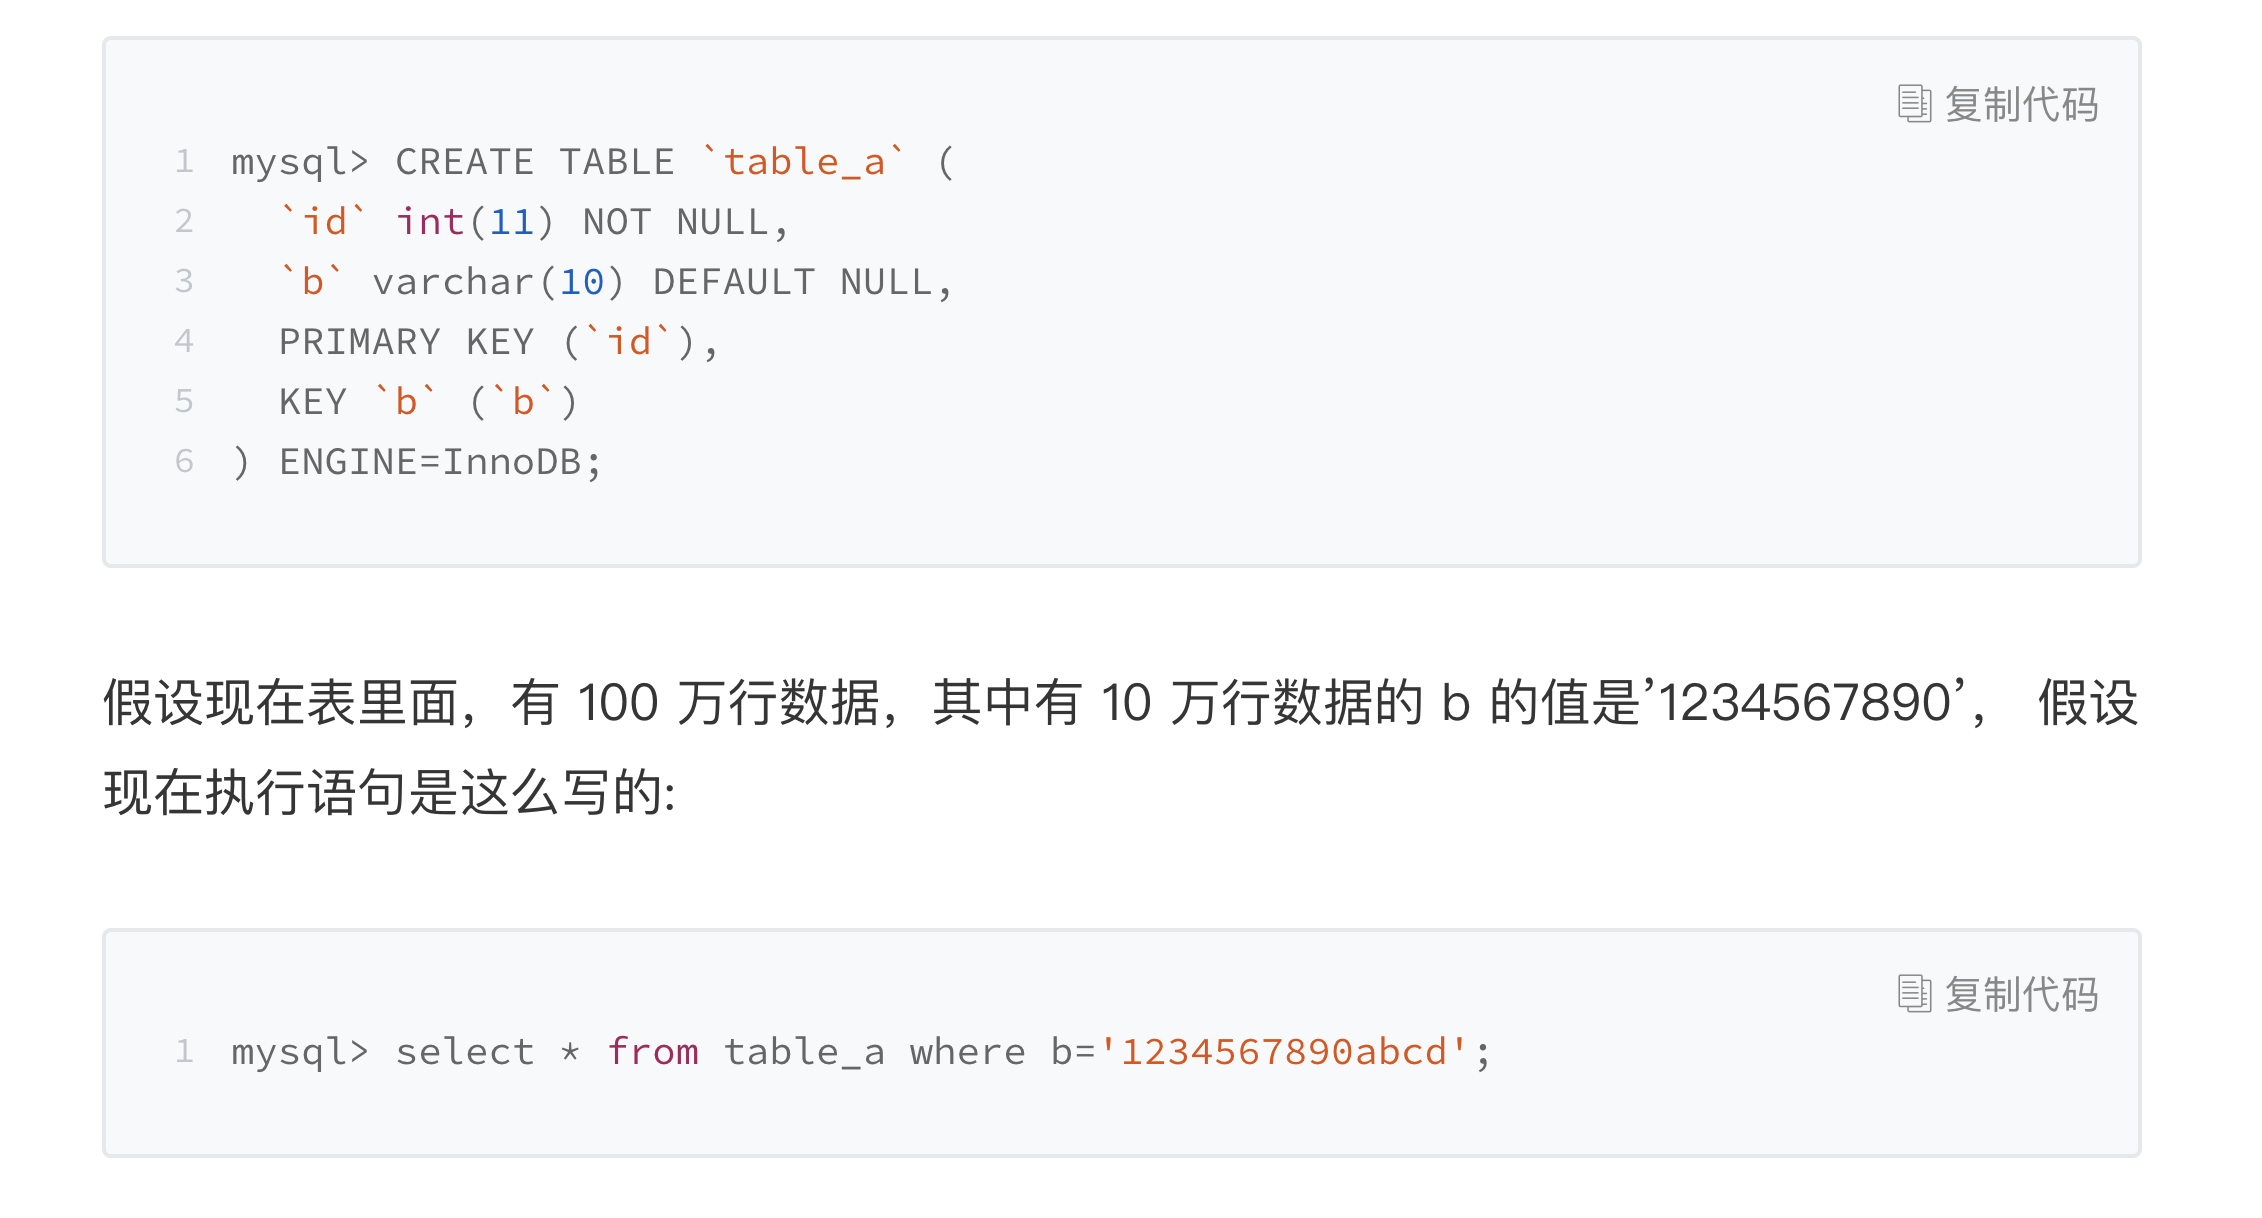 复制代码
1 mysql> CREATE TABLE `table_a` (
2   `id` int(11) NOT NULL,
3   `b` varchar(10) DEFAULT NULL,
4   PRIMARY KEY (`id`),
5   KEY `b` (`b`)
6 ) ENGINE=InnoDB;
假设现在表里面，有 100 万行数据，其中有 10 万行数据的 b 的值是’1234567890’， 假设
现在执行语句是这么写的:
复制代码
1 mysql> select * from table_a where b='1234567890abcd';